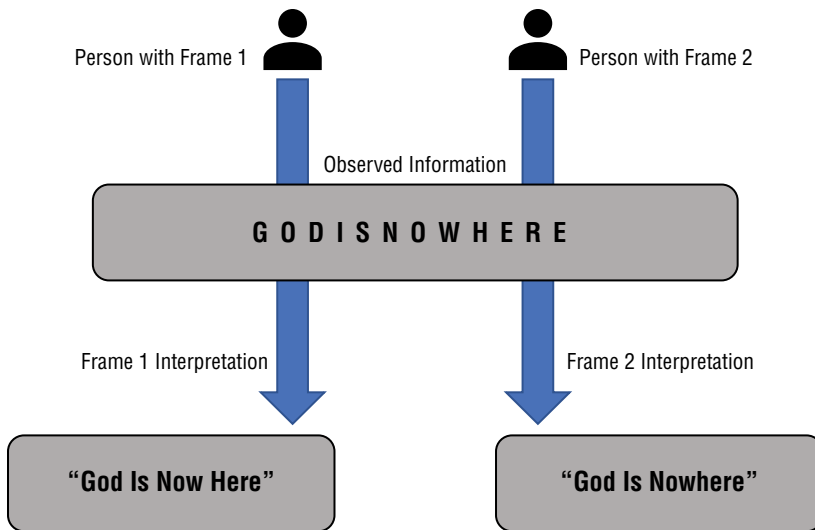 Person with Frame 1
Person with Frame 2
Observed Information
G O D I S N O W H E R E
Frame 1 Interpretation
Frame 2 Interpretation
“God Is Now Here”
“God Is Nowhere”